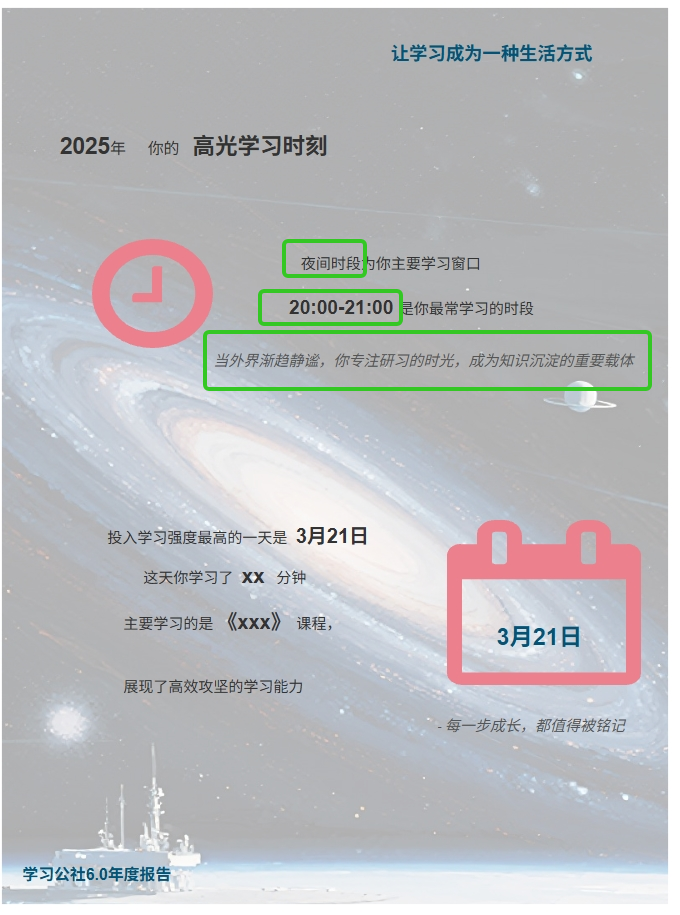 让学习成为一种生活方式
2025年 你的 高光学习时刻
夜间时段为你主要学习窗口
20:00-21:00 是你最常学习的时段
当外界渐趋静谧，你专注研习的时光，成为知识沉淀的重要载体
投入学习强度最高的一天是 3月21日
这天你学习了 xx 分钟
主要学习的是 《xxx》 课程，
展现了高效攻坚的学习能力
3月21日
- 每一步成长，都值得被铭记
学习公社6.0年度报告